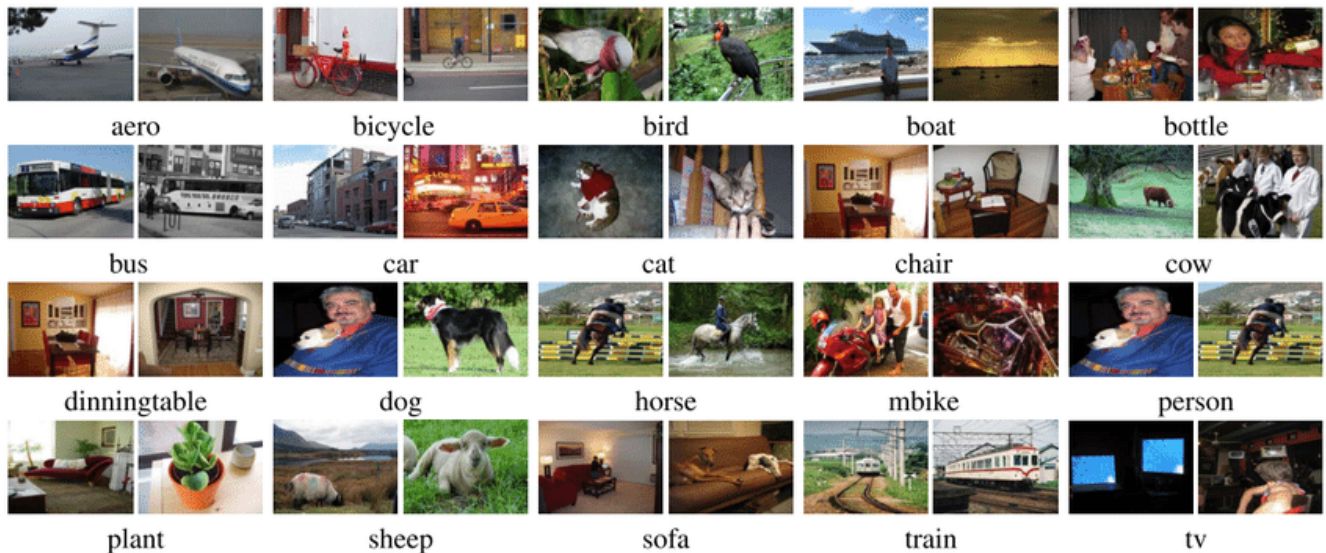 aero bicycle bird boat bottle
bus car cat chair cow
dinningtable dog horse mbike person
plant sheep sofa train tv